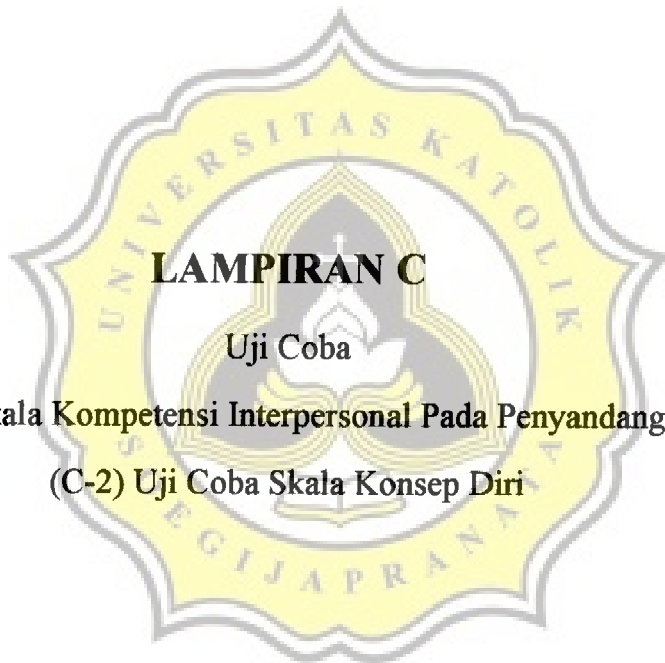 LAMPIRAN C
Uji Coba
ala Kompetensi Interpersonal Pada Penyandang
(C-2) Uji Coba Skala Konsep Diri
UNIVERSITAS KATOLIK
SOEGIJAPRANATA